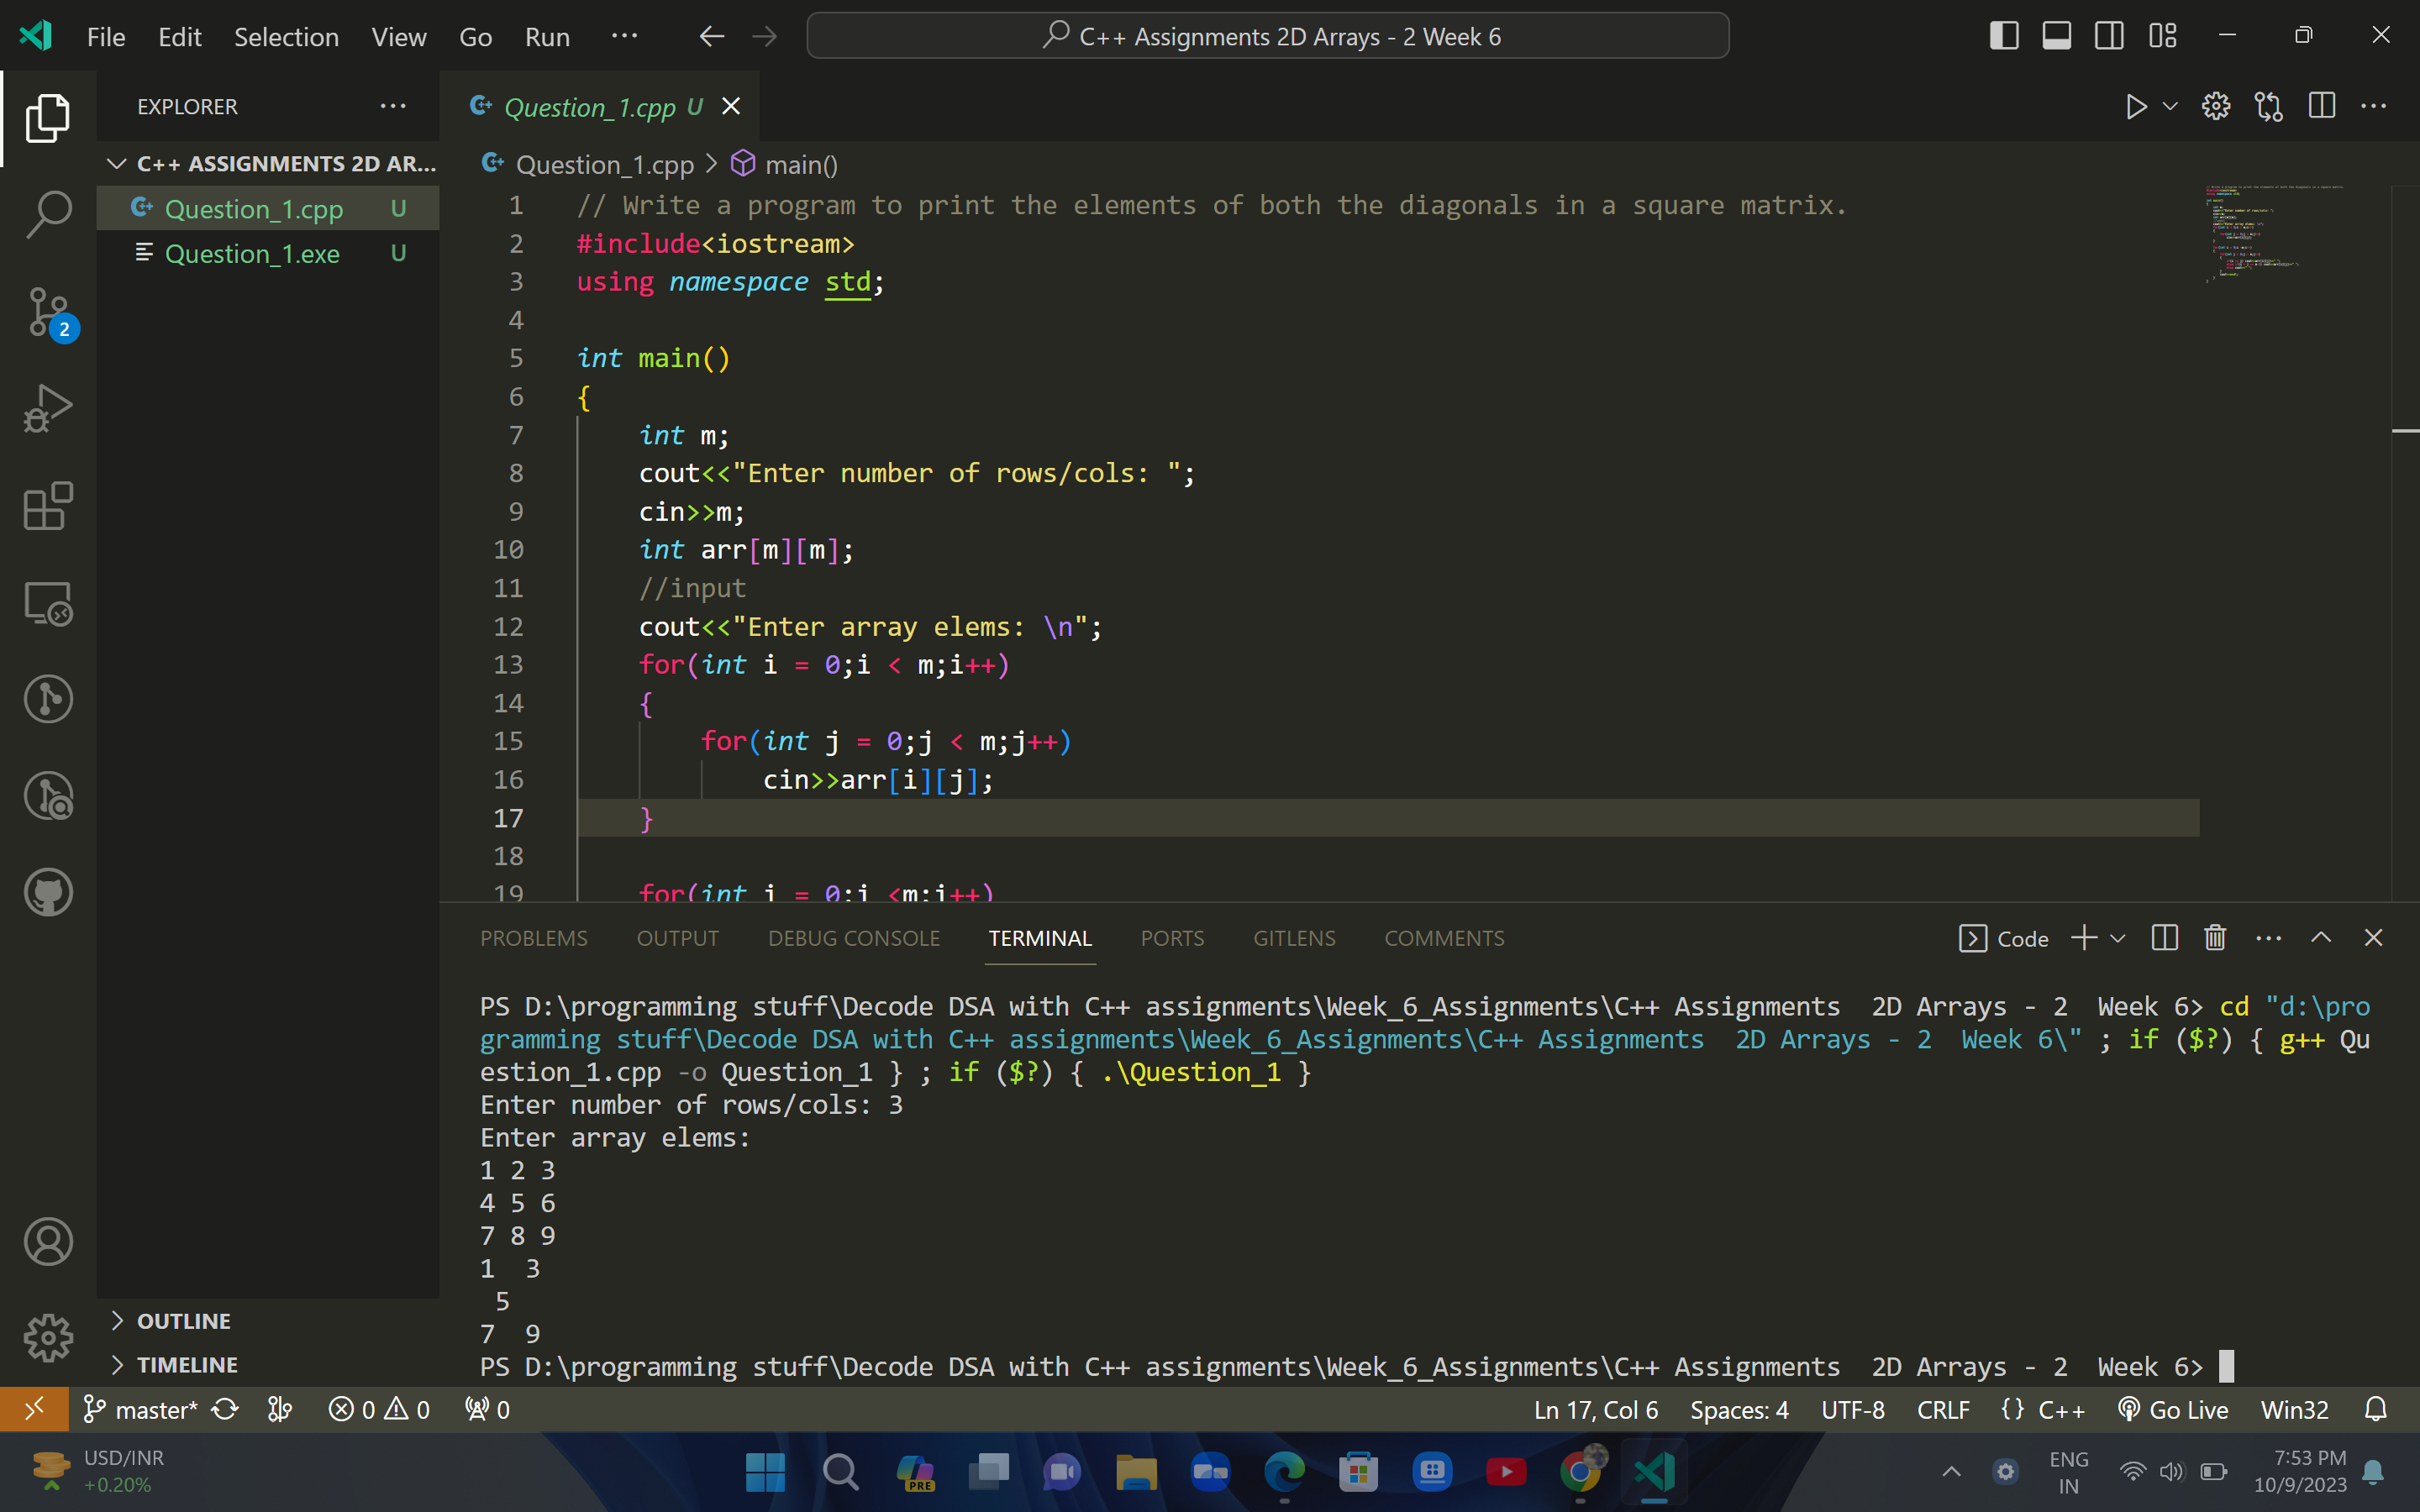 File Edit Selection View Go Run ··· C++ Assignments 2D Arrays - 2 Week 6
EXPLORER
C++ ASSIGNMENTS 2D AR...
Question_1.cpp U
Question_1.exe U
OUTLINE
TIMELINE
2
Question_1.cpp U
Question_1.cpp > main()
1 // Write a program to print the elements of both the diagonals in a square matrix.
2 #include<iostream>
3 using namespace std;
4
5 int main()
6 {
7 int m;
8 cout<<"Enter number of rows/cols: ";
9 cin>>m;
10 int arr[m][m];
11 //input
12 cout<<"Enter array elems: \n";
13 for(int i = 0;i < m;i++)
14 {
15 for(int j = 0;j < m;j++)
16 cin>>arr[i][j];
17 }
18
19 for(int i = 0;i <m;i++)
PROBLEMS OUTPUT DEBUG CONSOLE TERMINAL PORTS GITLENS COMMENTS Code
PS D:\programming stuff\Decode DSA with C++ assignments\Week_6_Assignments\C++ Assignments  2D Arrays - 2  Week 6> cd "d:\pro
gramming stuff\Decode DSA with C++ assignments\Week_6_Assignments\C++ Assignments  2D Arrays - 2  Week 6\" ; if ($?) { g++ Qu
estion_1.cpp -o Question_1 } ; if ($?) { .\Question_1 }
Enter number of rows/cols: 3
Enter array elems:
1 2 3
4 5 6
7 8 9
1  3
 5
7  9
PS D:\programming stuff\Decode DSA with C++ assignments\Week_6_Assignments\C++ Assignments  2D Arrays - 2  Week 6>
master* 0 0 0 Ln 17, Col 6 Spaces: 4 UTF-8 CRLF {} C++ Go Live Win32
USD/INR
+0.20%
PRE
ENG
IN
7:53 PM
10/9/2023